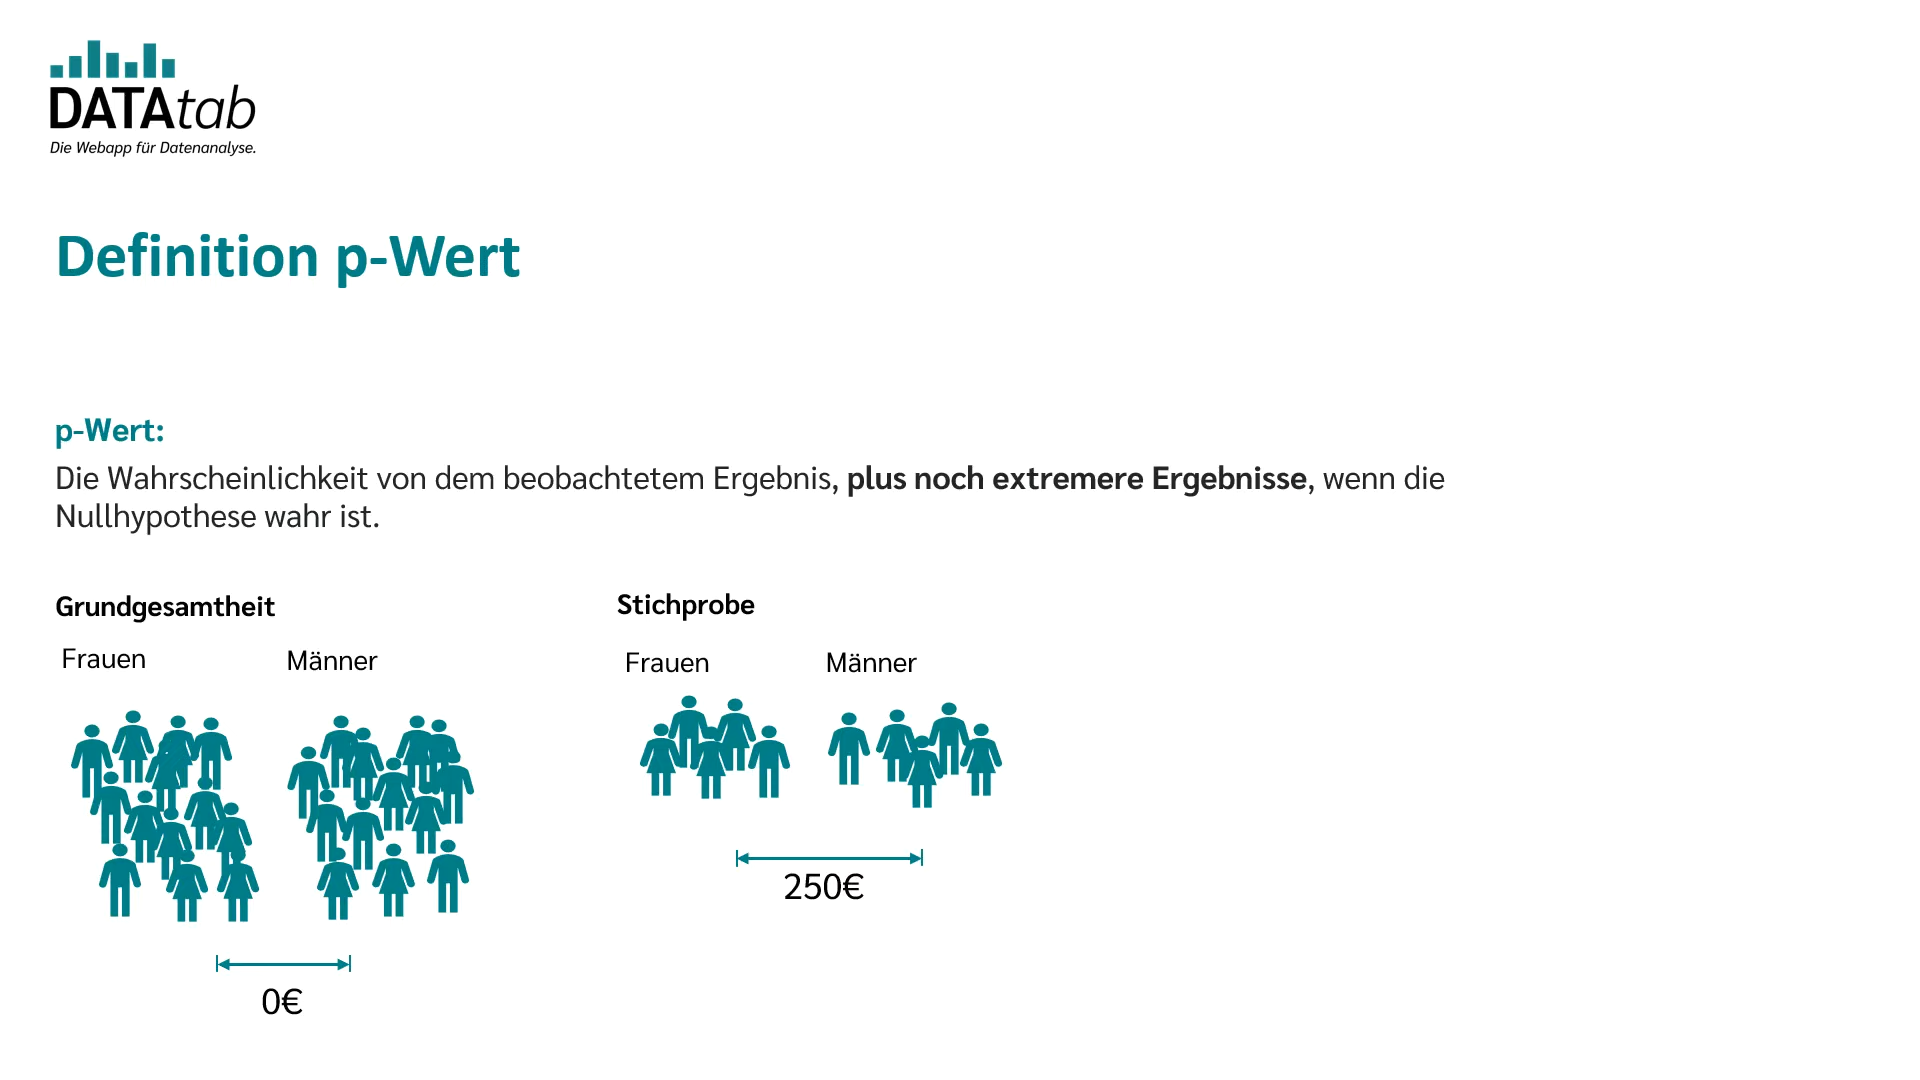 DATAtab
Die Webapp für Datenanalyse.
Definition p-Wert
p-Wert:
Die Wahrscheinlichkeit von dem beobachtetem Ergebnis, plus noch extremere Ergebnisse, wenn die
Nullhypothese wahr ist.
Grundgesamtheit
Frauen
Männer
0€
Stichprobe
Frauen
Männer
250€